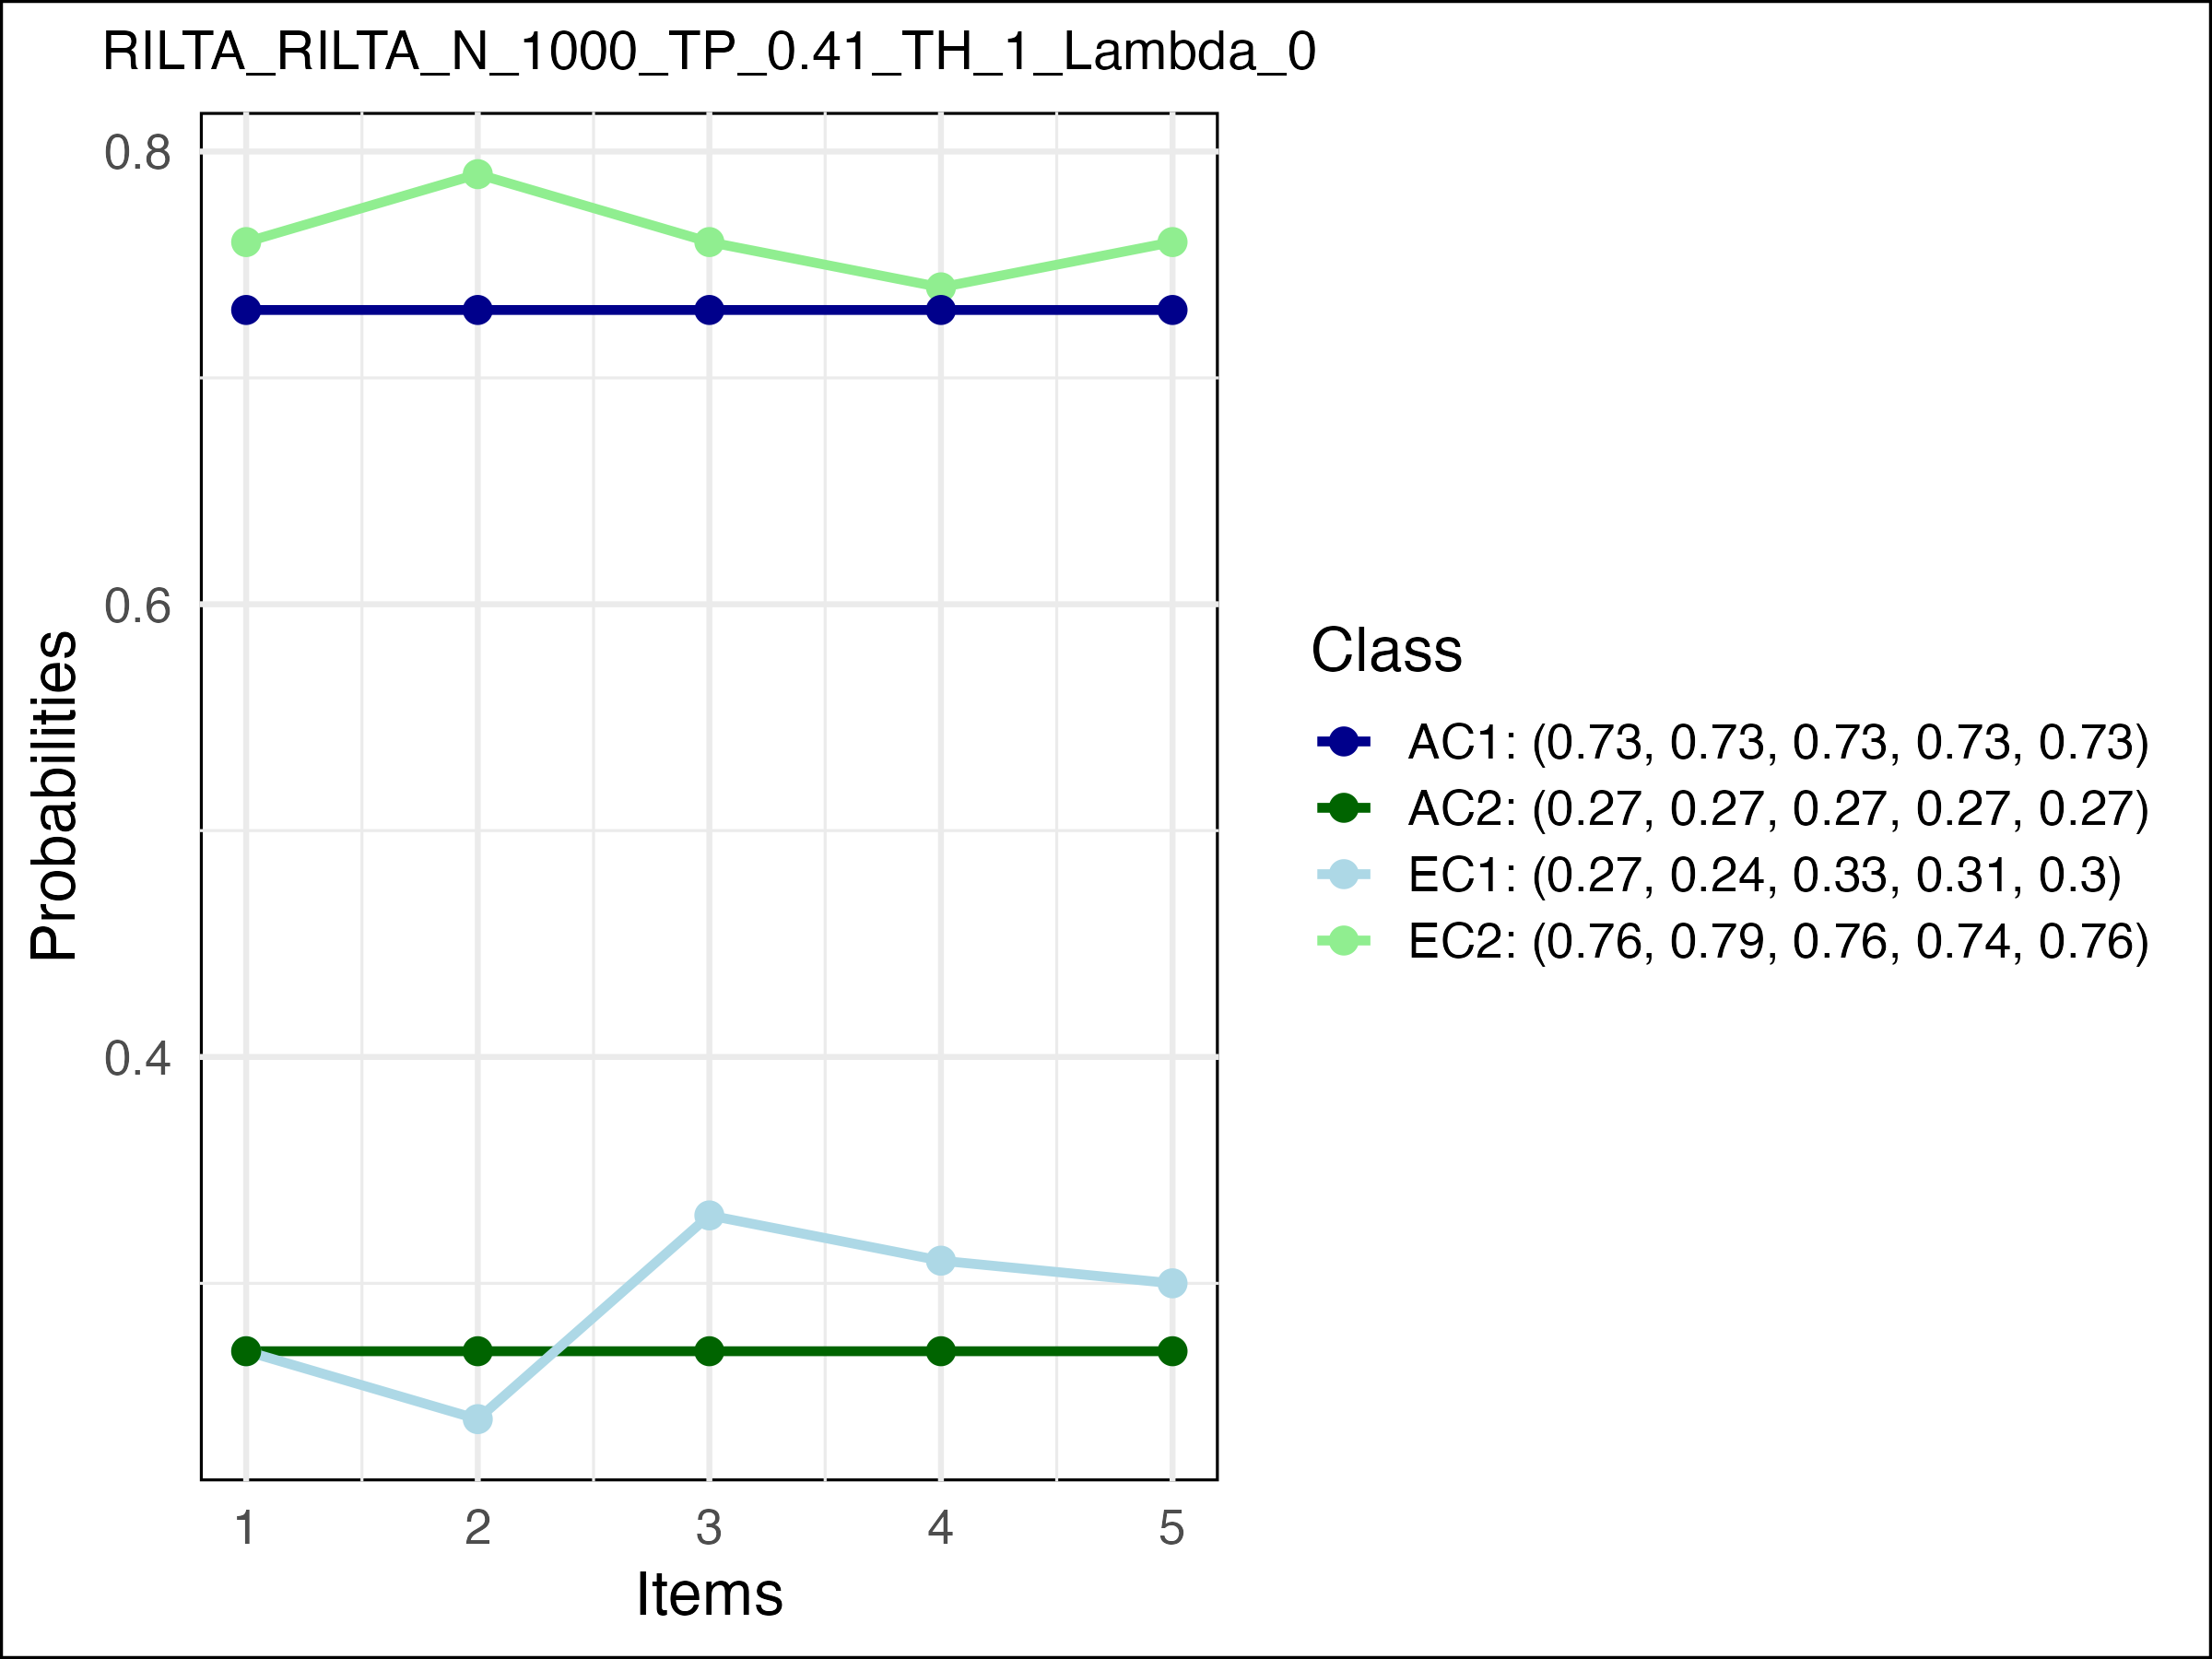 RILTA_RILTA_N_1000_TP_0.41_TH_1_Lambda_0
0.8
0.6
0.4
Probabilities
1 2 3 4 5
Items
Class
AC1: (0.73, 0.73, 0.73, 0.73, 0.73)
AC2: (0.27, 0.27, 0.27, 0.27, 0.27)
EC1: (0.27, 0.24, 0.33, 0.31, 0.3)
EC2: (0.76, 0.79, 0.76, 0.74, 0.76)